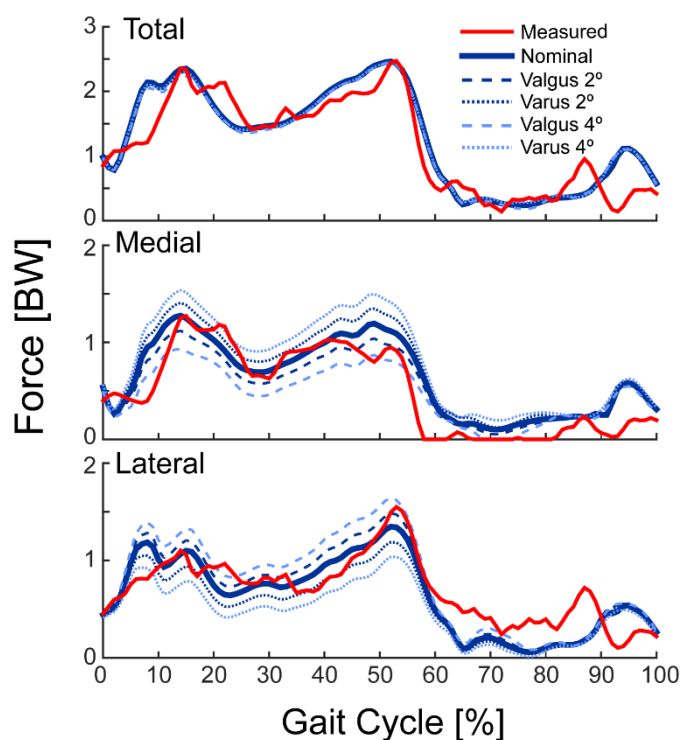 Total
Measured
Nominal
Valgus 2º
Varus 2º
Valgus 4º
Varus 4º
3
2
1
0
Medial
2
1
0
Lateral
2
1
0
0 10 20 30 40 50 60 70 80 90 100
Force [BW]
Gait Cycle [%]